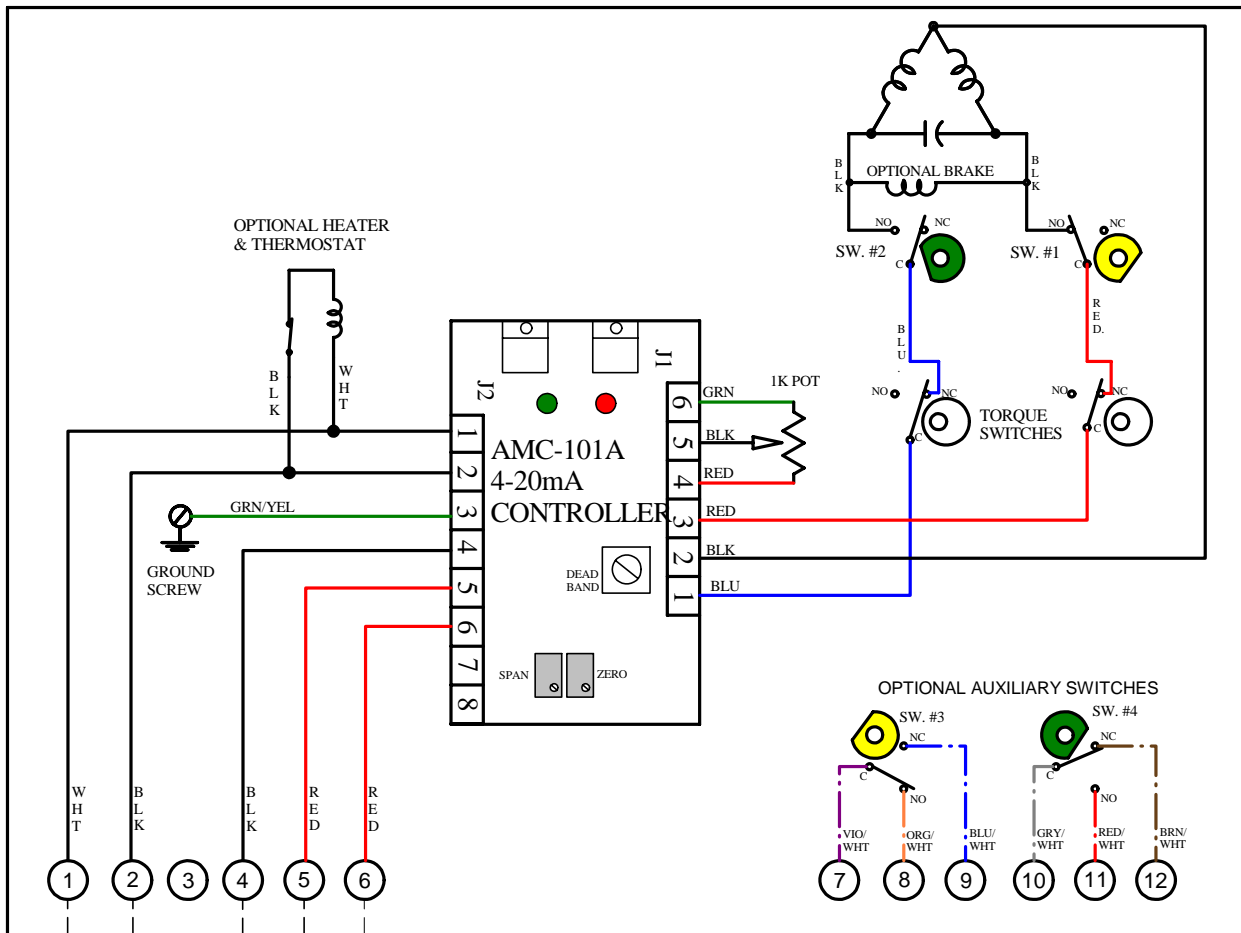 OPTIONAL HEATER
& THERMOSTAT
BLK
WHT
BLK
BLK
OPTIONAL BRAKE
NO
NC
SW. #2
C
NO
NC
SW. #1
C
BLU.
RED.
NO
NC
C
TORQUE
SWITCHES
NO
NC
C
J2
J1
1
2
3
4
5
6
7
8
AMC-101A
4-20mA
CONTROLLER
DEAD
BAND
SPAN
ZERO
6
5
4
3
2
1
GRN
BLK
RED
RED
BLK
BLU
1K POT
GRN/YEL
GROUND
SCREW
WHT
BLK
BLK
RED
RED
1
2
3
4
5
6
OPTIONAL AUXILIARY SWITCHES
SW. #3
NC
C
NO
SW. #4
NC
C
NO
VIO/
WHT
ORG/
WHT
BLU/
WHT
GRY/
WHT
RED/
WHT
BRN/
WHT
7
8
9
10
11
12